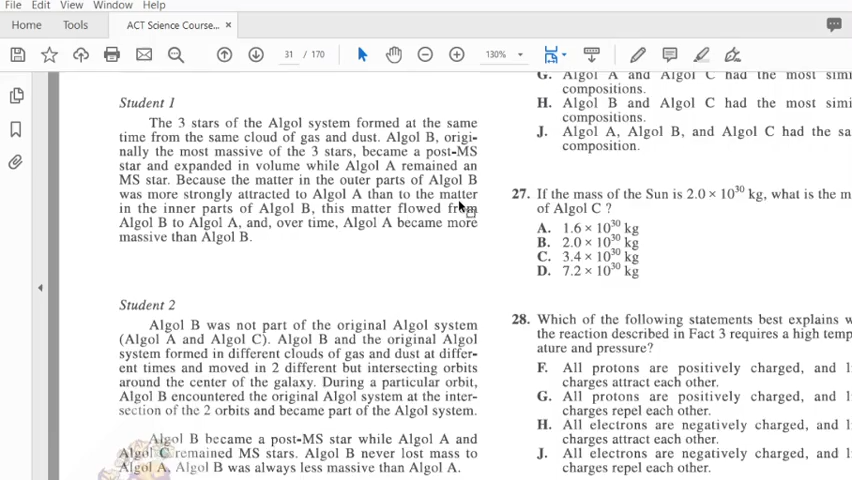 File Edit View Window Help
Home Tools ACT Science Course... ×
31 / 170 130%
Student 1
The 3 stars of the Algol system formed at the same
time from the same cloud of gas and dust. Algol B, origi-
nally the most massive of the 3 stars, became a post-MS
star and expanded in volume while Algol A remained an
MS star. Because the matter in the outer parts of Algol B
was more strongly attracted to Algol A than to the matter
in the inner parts of Algol B, this matter flowed from
Algol B to Algol A, and, over time, Algol A became more
massive than Algol B.
Student 2
Algol B was not part of the original Algol system
(Algol A and Algol C). Algol B and the original Algol
system formed in different clouds of gas and dust at differ-
ent times and moved in 2 different but intersecting orbits
around the center of the galaxy. During a particular orbit,
Algol B encountered the original Algol system at the inter-
section of the 2 orbits and became part of the Algol system.
Algol B became a post-MS star while Algol A and
Algol C remained MS stars. Algol B never lost mass to
Algol A. Algol B was always less massive than Algol A.
G. Algol A and Algol C had the most simi
compositions.
H. Algol B and Algol C had the most simi
compositions.
J. Algol A, Algol B, and Algol C had the sa
composition.
27. If the mass of the Sun is 2.0 × 10³⁰ kg, what is the m
of Algol C ?
A. 1.6 × 10³⁰ kg
B. 2.0 × 10³⁰ kg
C. 3.4 × 10³⁰ kg
D. 7.2 × 10³⁰ kg
28. Which of the following statements best explains w
the reaction described in Fact 3 requires a high temp
ature and pressure?
F. All protons are positively charged, and li
charges attract each other.
G. All protons are positively charged, and li
charges repel each other.
H. All electrons are negatively charged, and li
charges attract each other.
J. All electrons are negatively charged, and li
charges repel each other.